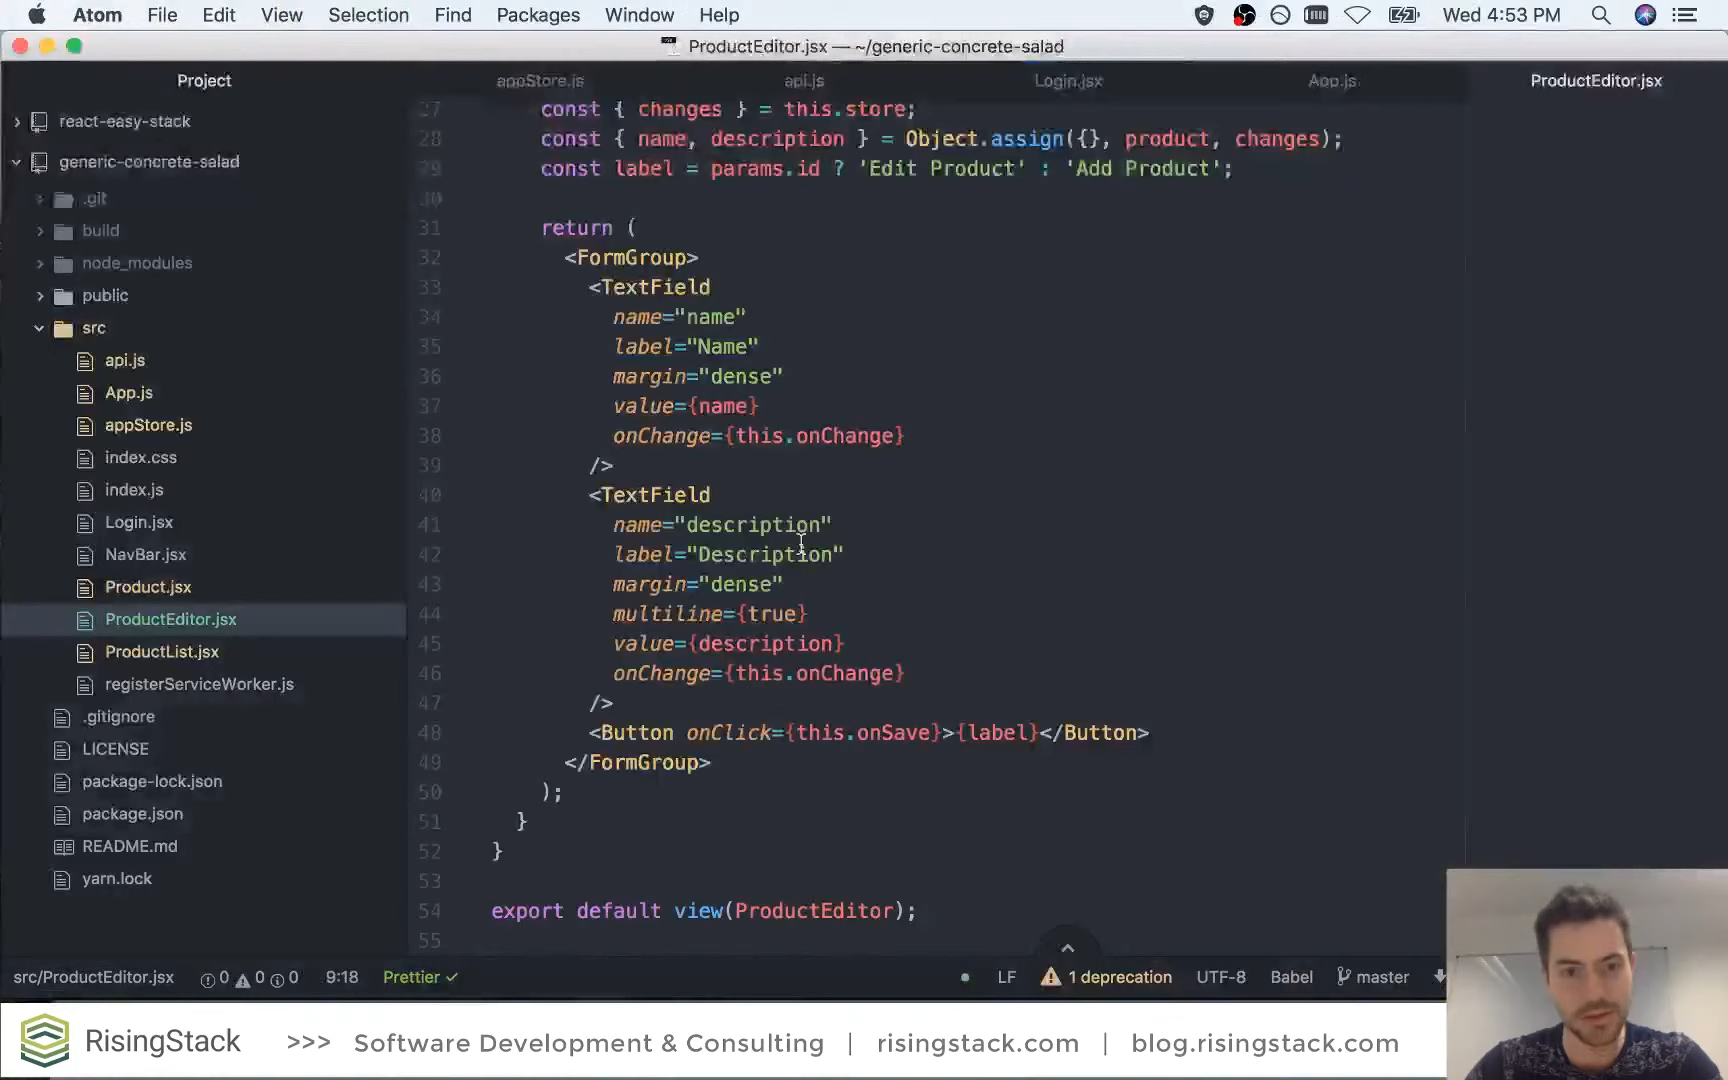 Atom File Edit View Selection Find Packages Window Help Wed 4:53 PM
ProductEditor.jsx — ~/generic-concrete-salad
Project
appStore.js api.js Login.jsx App.js ProductEditor.jsx
react-easy-stack
generic-concrete-salad
.git
build
node_modules
public
src
api.js
App.js
appStore.js
index.css
index.js
Login.jsx
NavBar.jsx
Product.jsx
ProductEditor.jsx
ProductList.jsx
registerServiceWorker.js
.gitignore
LICENSE
package-lock.json
package.json
README.md
yarn.lock
27 const { changes } = this.store;
28 const { name, description } = Object.assign({}, product, changes);
29 const label = params.id ? 'Edit Product' : 'Add Product';
30
31 return (
32 <FormGroup>
33 <TextField
34 name="name"
35 label="Name"
36 margin="dense"
37 value={name}
38 onChange={this.onChange}
39 />
40 <TextField
41 name="description"
42 label="Description"
43 margin="dense"
44 multiline={true}
45 value={description}
46 onChange={this.onChange}
47 />
48 <Button onClick={this.onSave}>{label}</Button>
49 </FormGroup>
50 );
51 }
52 }
53
54 export default view(ProductEditor);
55
src/ProductEditor.jsx 0 0 0 9:18 Prettier ✓ LF 1 deprecation UTF-8 Babel master
RisingStack >>> Software Development & Consulting | risingstack.com | blog.risingstack.com